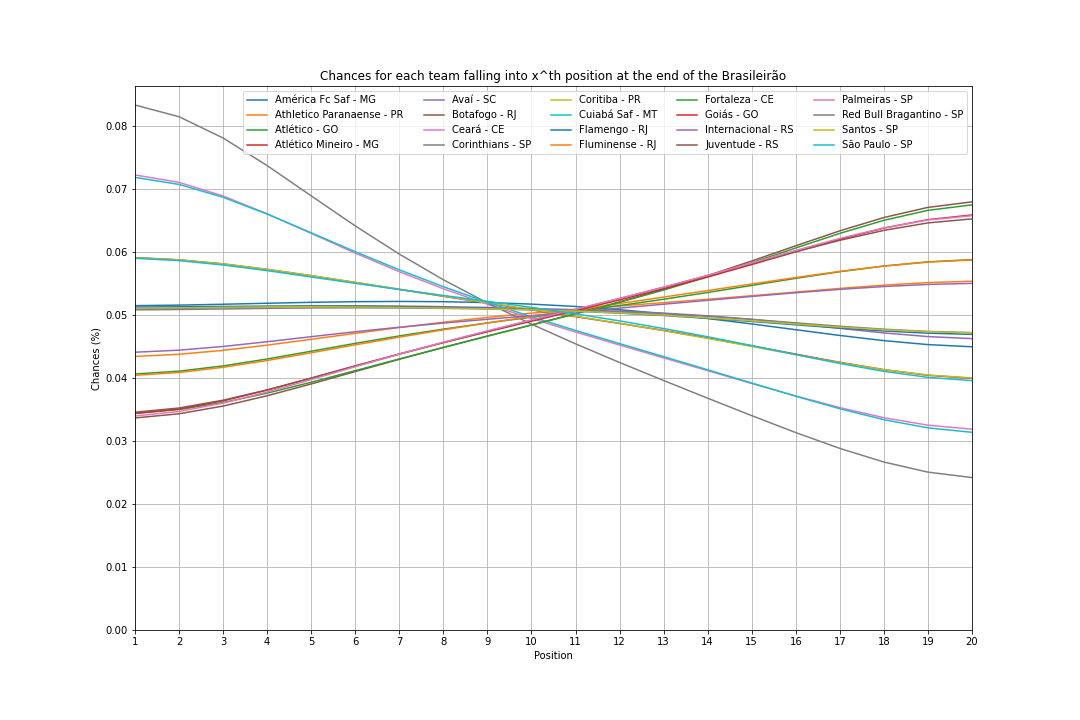 Chances for each team falling into x^th position at the end of the Brasileirão
América Fc Saf - MG
Athletico Paranaense - PR
Atlético - GO
Atlético Mineiro - MG
Avaí - SC
Botafogo - RJ
Ceará - CE
Corinthians - SP
Coritiba - PR
Cuiabá Saf - MT
Flamengo - RJ
Fluminense - RJ
Fortaleza - CE
Goiás - GO
Internacional - RS
Juventude - RS
Palmeiras - SP
Red Bull Bragantino - SP
Santos - SP
São Paulo - SP
0.08
0.07
0.06
0.05
0.04
0.03
0.02
0.01
0.00
Chances (%)
1 2 3 4 5 6 7 8 9 10 11 12 13 14 15 16 17 18 19 20
Position